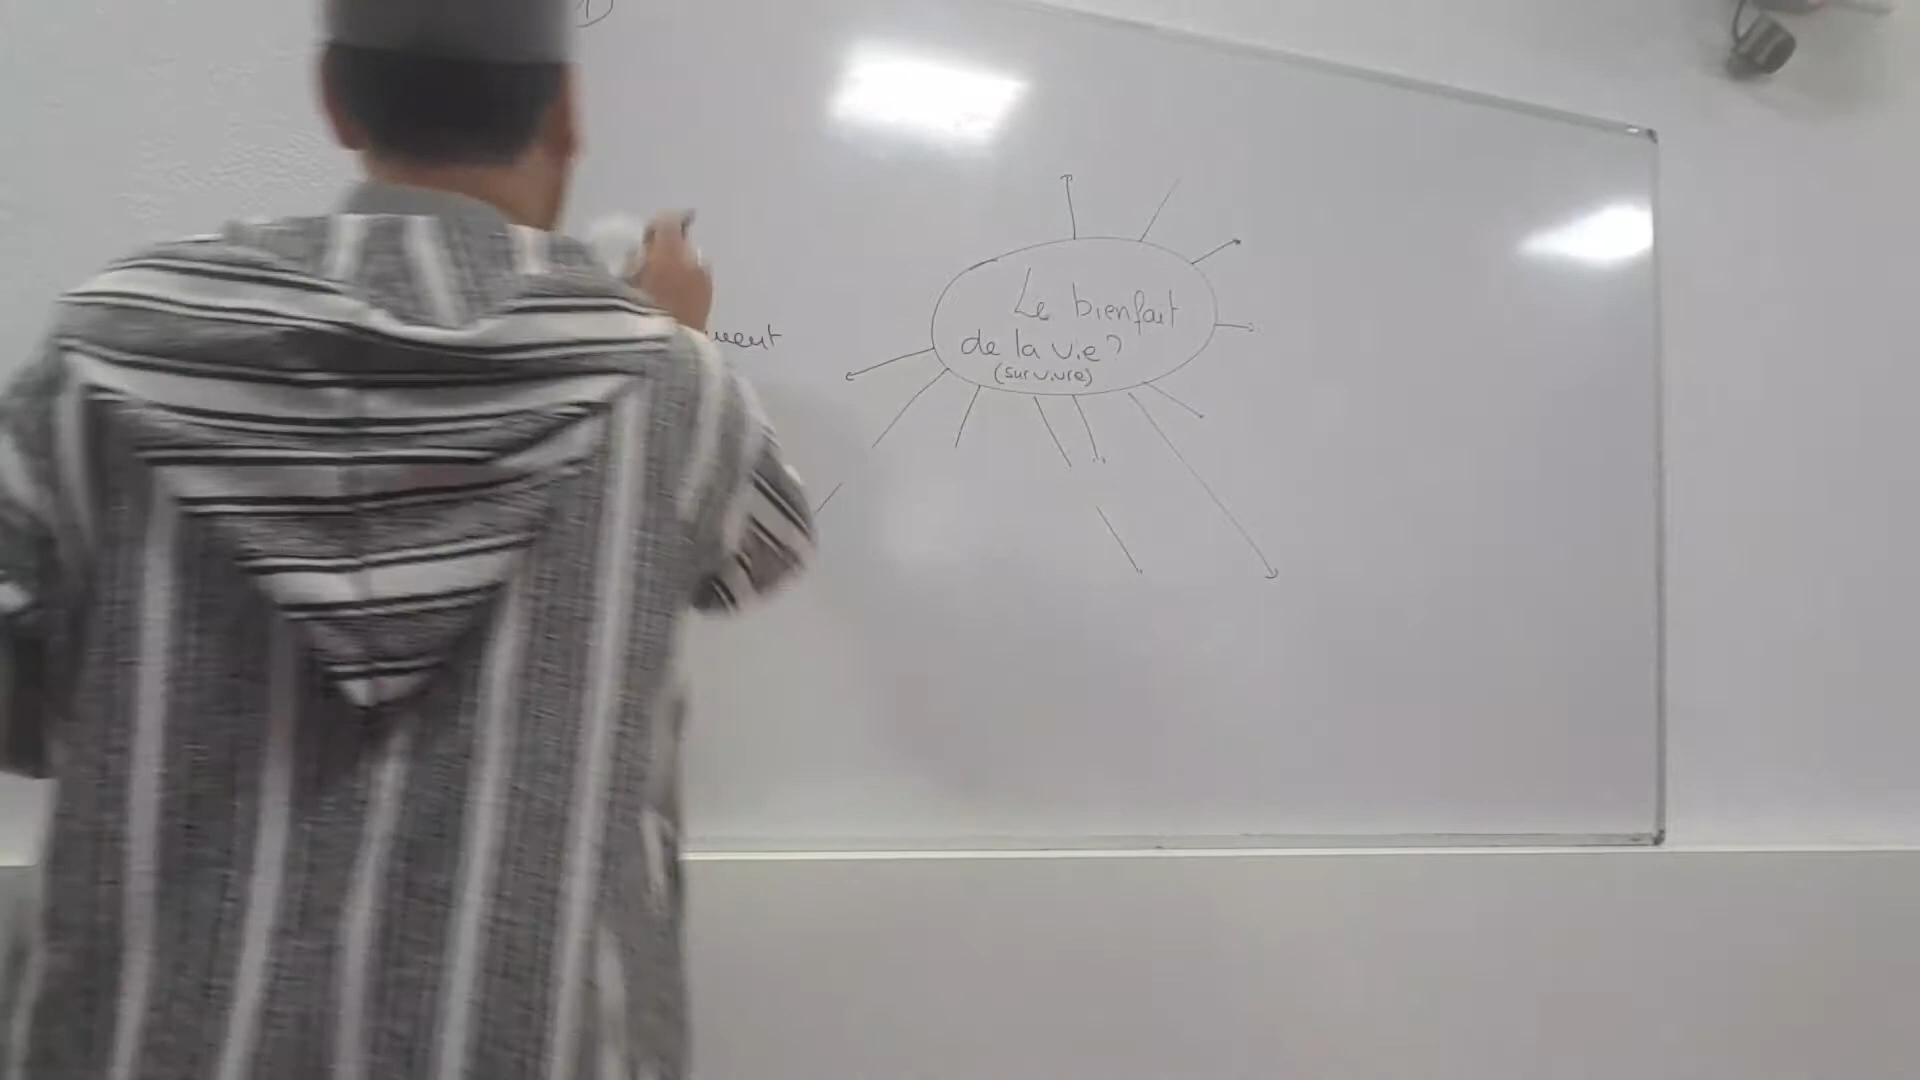 Le bienfait
de la vie?
(survivre)